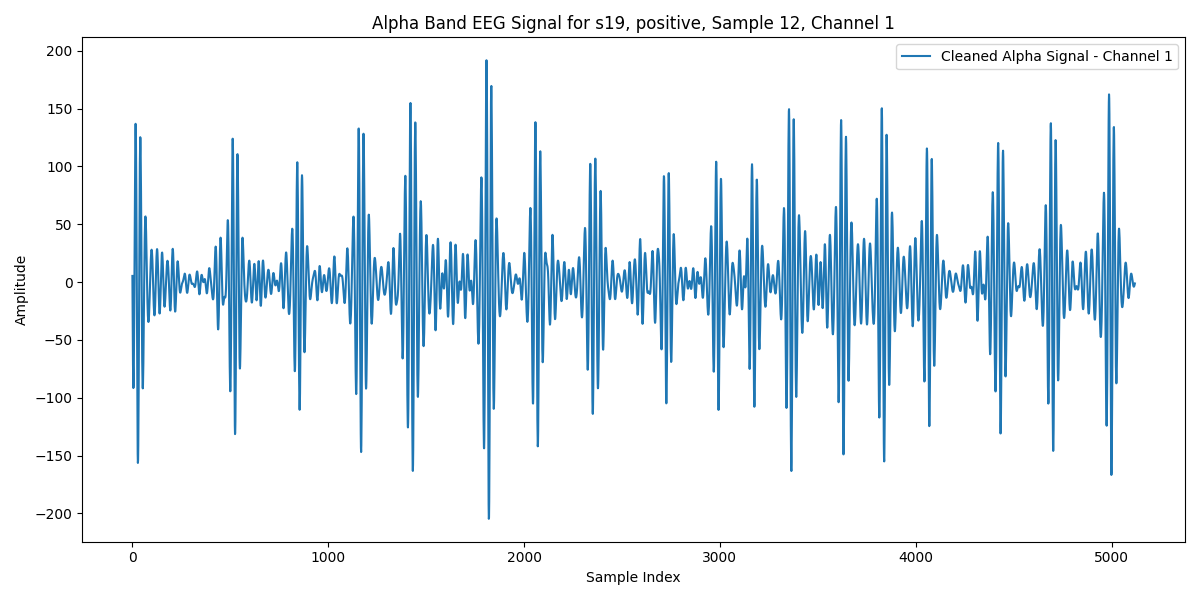 Alpha Band EEG Signal for s19, positive, Sample 12, Channel 1
Cleaned Alpha Signal - Channel 1
200
150
100
50
0
−50
−100
−150
−200
Amplitude
0 1000 2000 3000 4000 5000
Sample Index